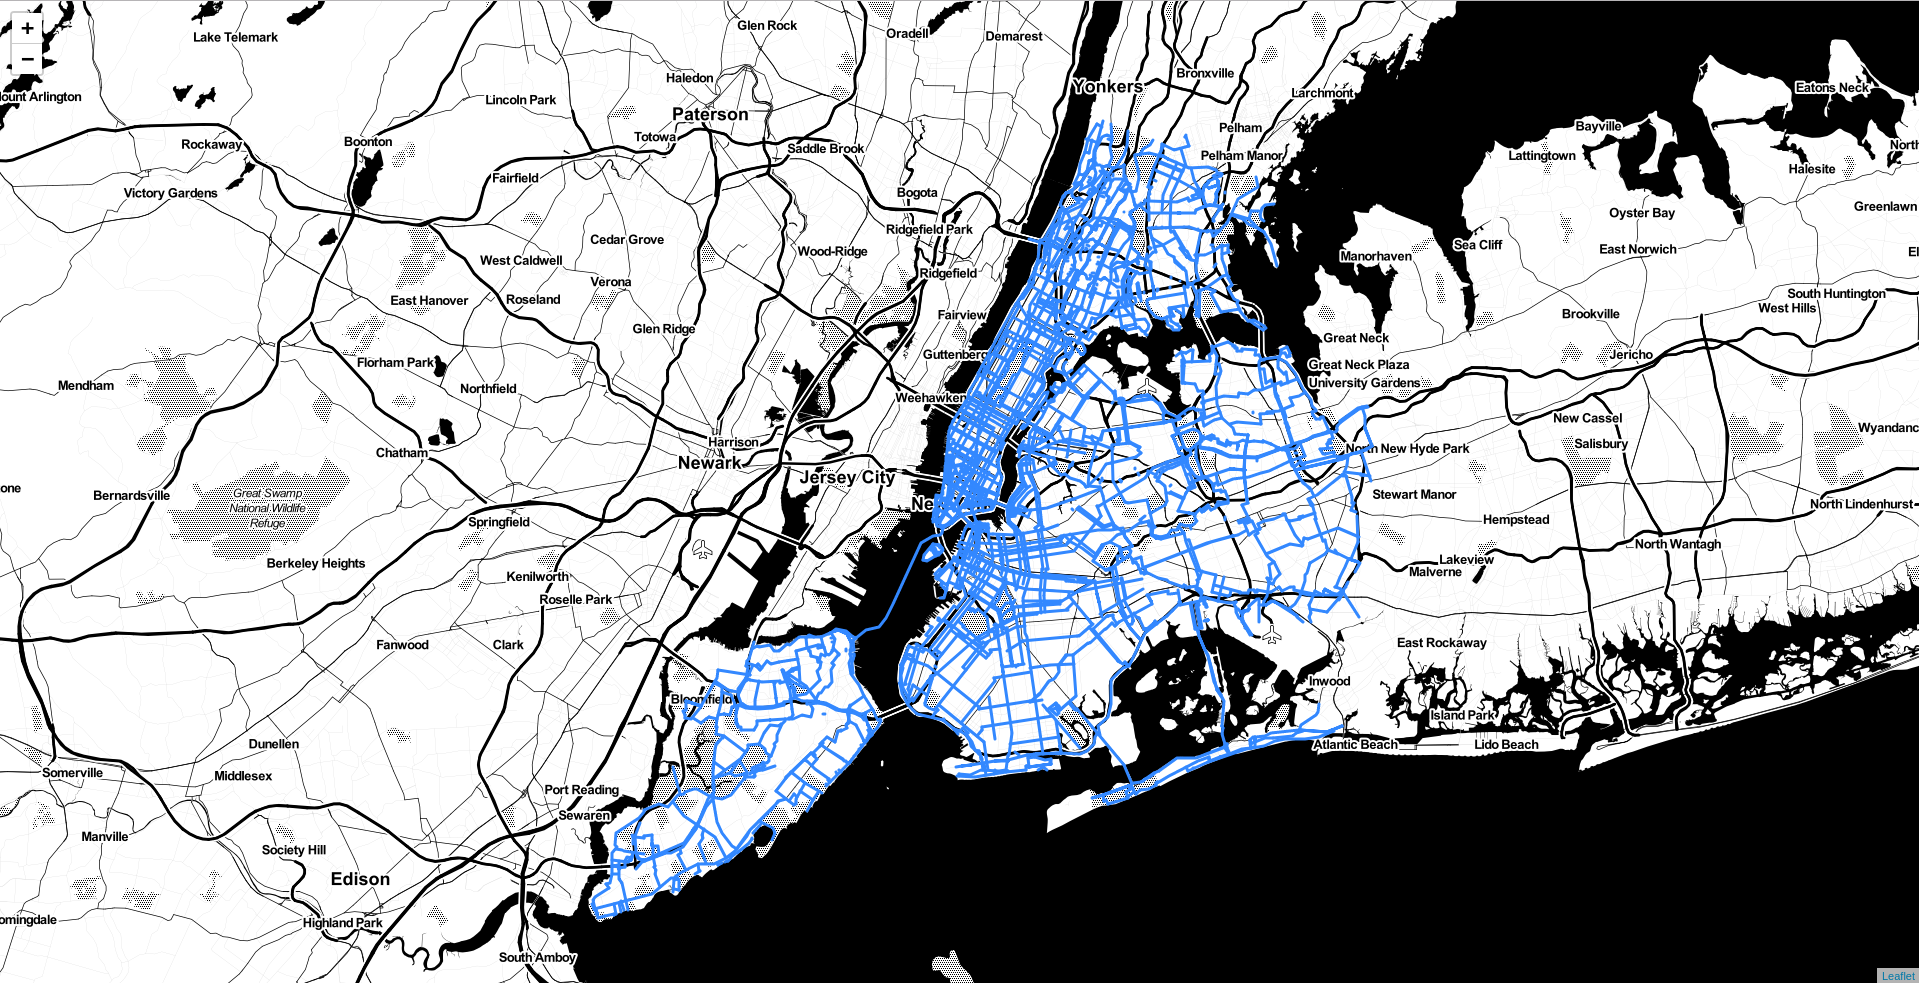 +
−
Lake Telemark
Glen Rock
Oradell
Demarest
Haledon
Bronxville
Yonkers
Larchmont
Eatons Neck
ount Arlington
Lincoln Park
Paterson
Pelham
Bayville
Rockaway
Boonton
Totowa
Saddle Brook
Pelham Manor
Lattingtown
North
Halesite
Victory Gardens
Fairfield
Bogota
Oyster Bay
Greenlawn
Ridgefield Park
Cedar Grove
Wood-Ridge
Sea Cliff
East Norwich
El
West Caldwell
Manorhaven
Ridgefield
Verona
East Hanover
Roseland
South Huntington
West Hills
Fairview
Brookville
Glen Ridge
Great Neck
Guttenberg
Jericho
Florham Park
Great Neck Plaza
University Gardens
Mendham
Northfield
Weehawken
New Cassel
Wyandanc
Harrison
Salisbury
Chatham
North New Hyde Park
Newark
Jersey City
one
Bernardsville
Great Swamp
National Wildlife
Refuge
Stewart Manor
Ne
North Lindenhurst
Springfield
Hempstead
North Wantagh
Berkeley Heights
Lakeview
Malverne
Kenilworth
Roselle Park
Fanwood
Clark
East Rockaway
Inwood
Bloomfield
Island Park
Dunellen
Atlantic Beach
Lido Beach
Somerville
Middlesex
Port Reading
Sewaren
Manville
Society Hill
Edison
omingdale
Highland Park
South Amboy
Leaflet